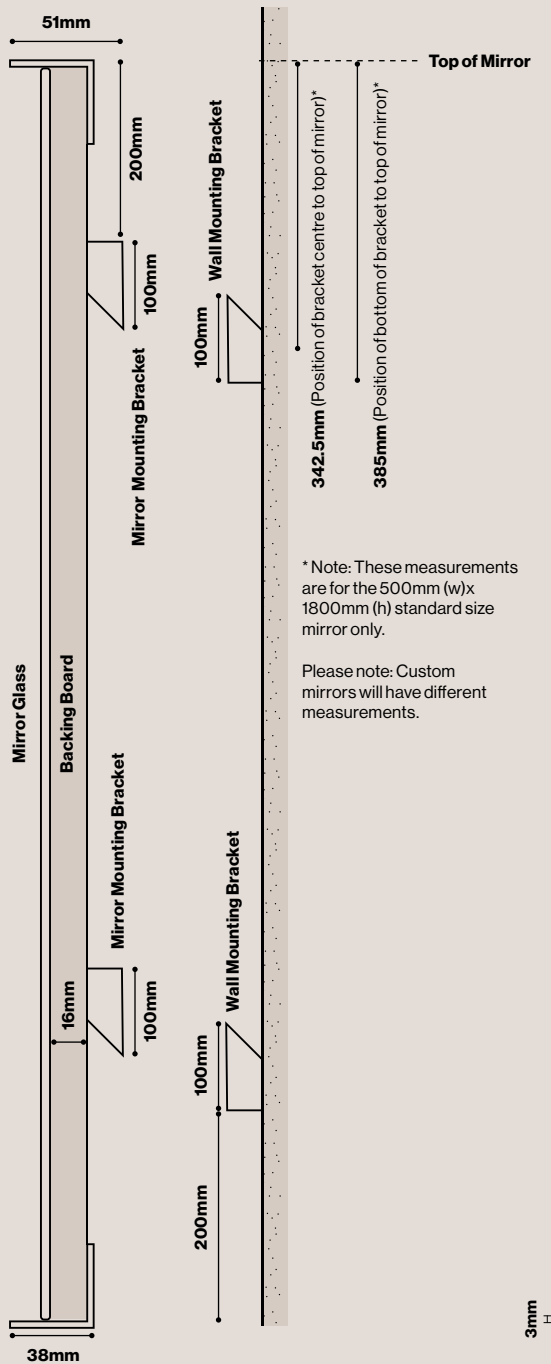 51mm
Top of Mirror
200mm
Wall Mounting Bracket
342.5mm (Position of bracket centre to top of mirror)*
385mm (Position of bottom of bracket to top of mirror)*
100mm
100mm
Mirror Mounting Bracket
* Note: These measurements
are for the 500mm (w)x
1800mm (h) standard size
mirror only.
Please note: Custom
mirrors will have different
measurements.
Mirror Glass
Backing Board
Mirror Mounting Bracket
Wall Mounting Bracket
16mm
100mm
100mm
200mm
3mm
38mm